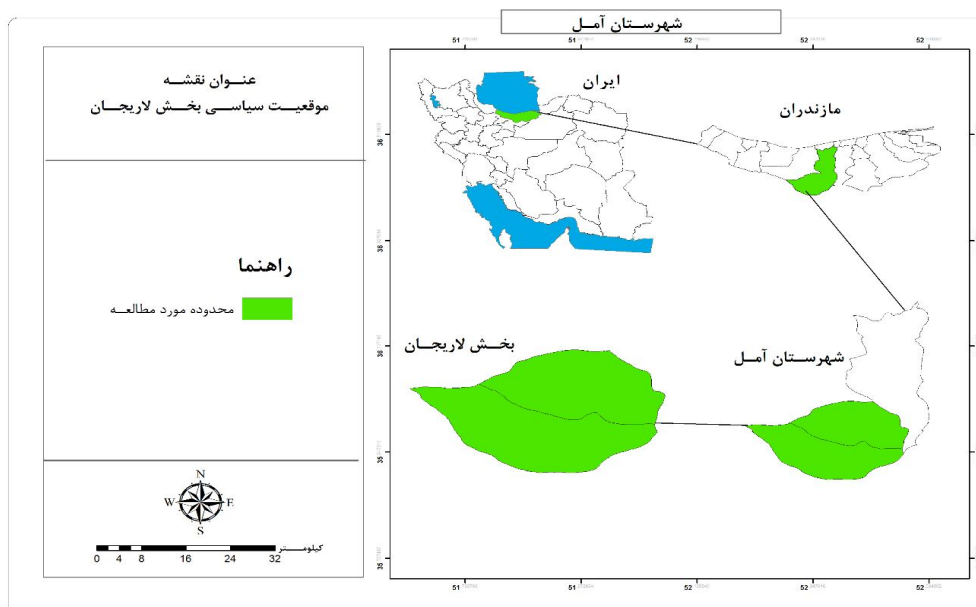 شهرستان آمل
عنوان نقشه
موقعیت سیاسی بخش لاریجان
راهنما
محدوده مورد مطالعه
N
W E
S
0 4 8 16 24 32 کیلومتر
51 51 52 52 52
ایران
مازندران
بخش لاریجان
شهرستان آمل
36
36
36
35
35
51 51 52 52 52